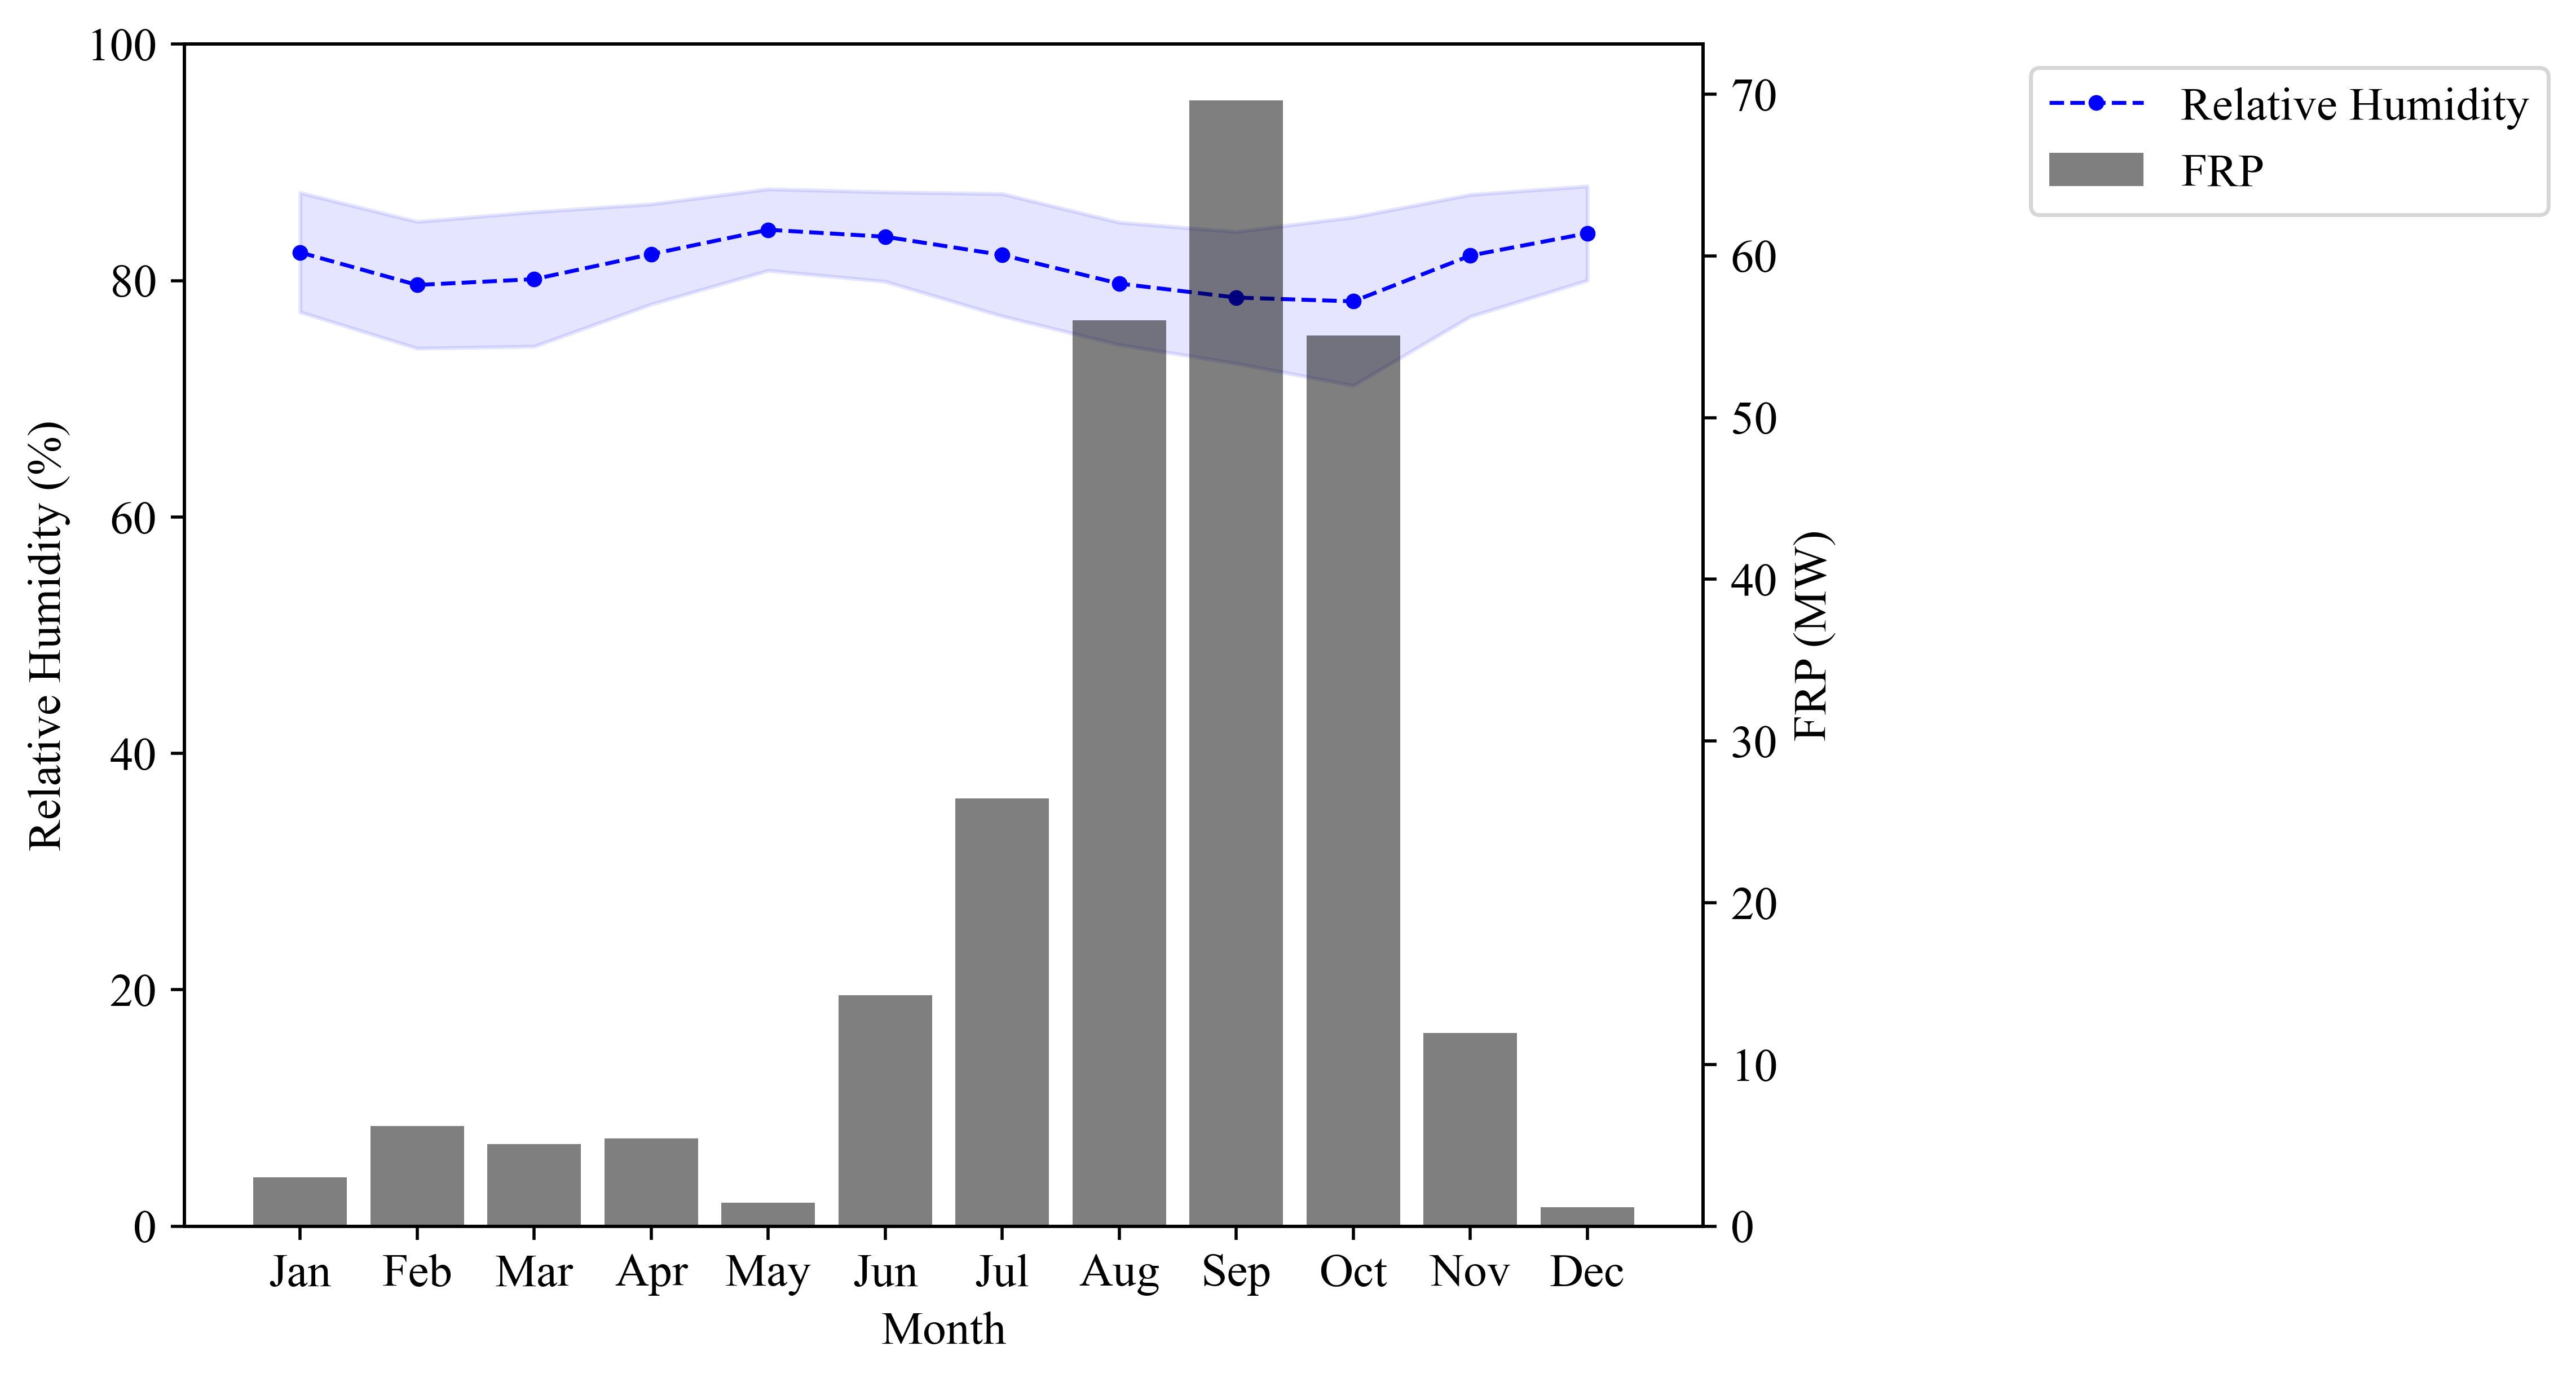 Relative Humidity (%)
100
80
60
40
20
0
Jan Feb Mar Apr May Jun Jul Aug Sep Oct Nov Dec
Month
70
60
50
40
30
20
10
0
FRP (MW)
Relative Humidity
FRP